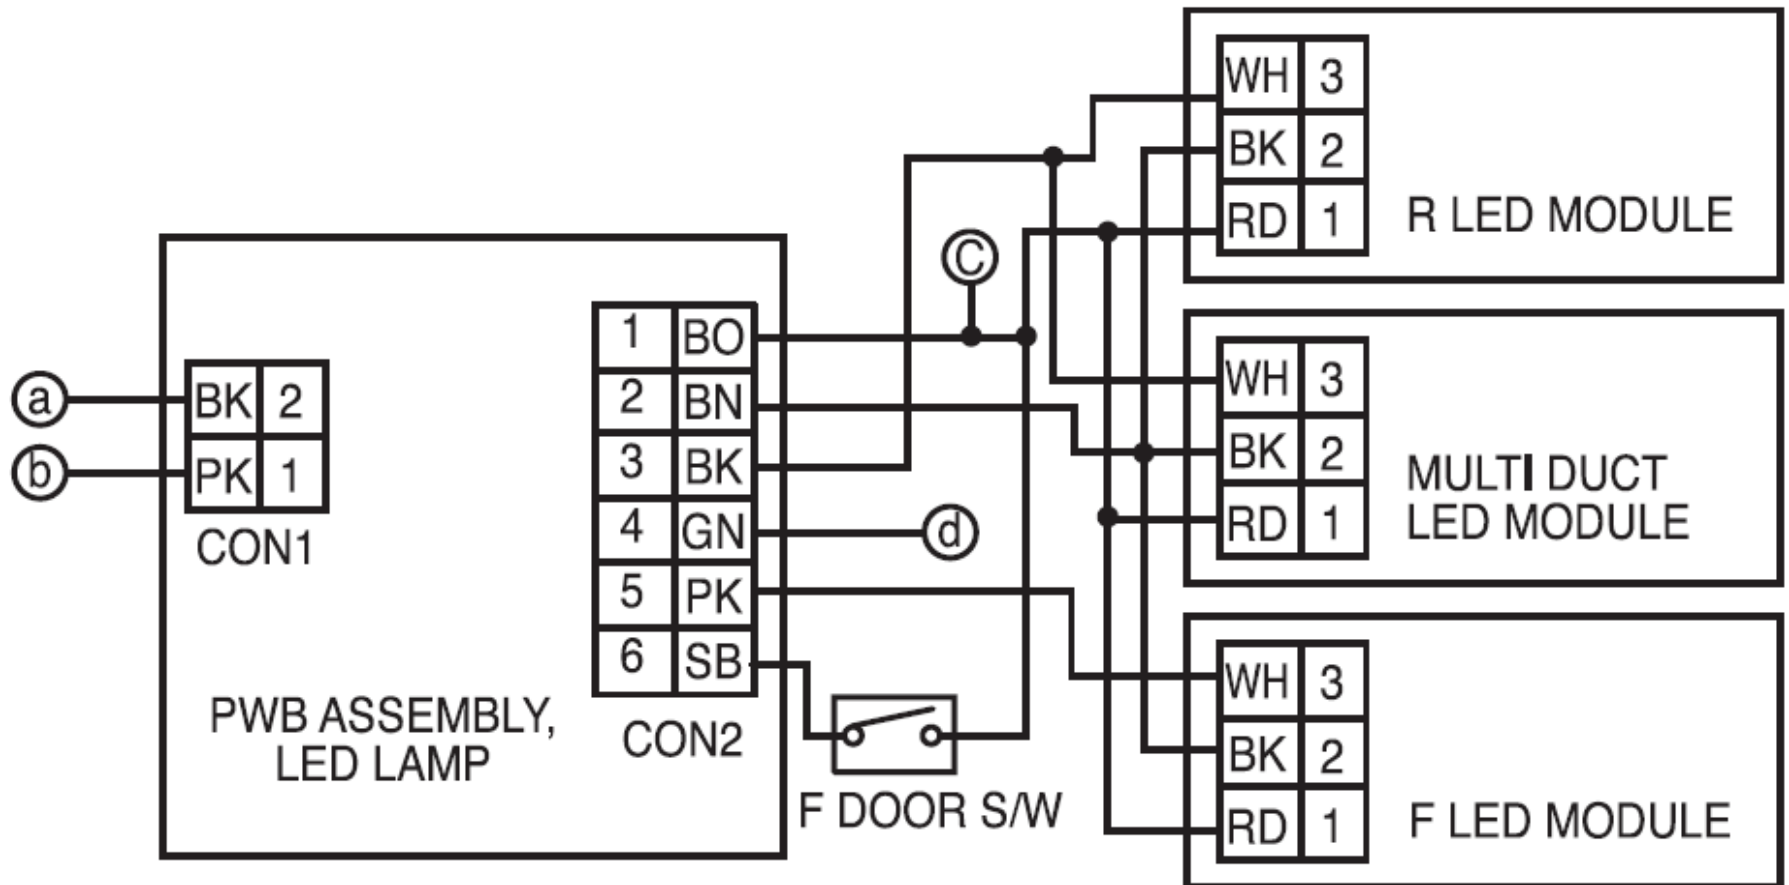 WH 3
BK 2
RD 1
R LED MODULE
C
1 BO
2 BN
3 BK
4 GN
5 PK
6 SB
CON2
a
b
BK 2
PK 1
CON1
PWB ASSEMBLY,
LED LAMP
d
F DOOR S/W
WH 3
BK 2
RD 1
MULTI DUCT
LED MODULE
WH 3
BK 2
RD 1
F LED MODULE